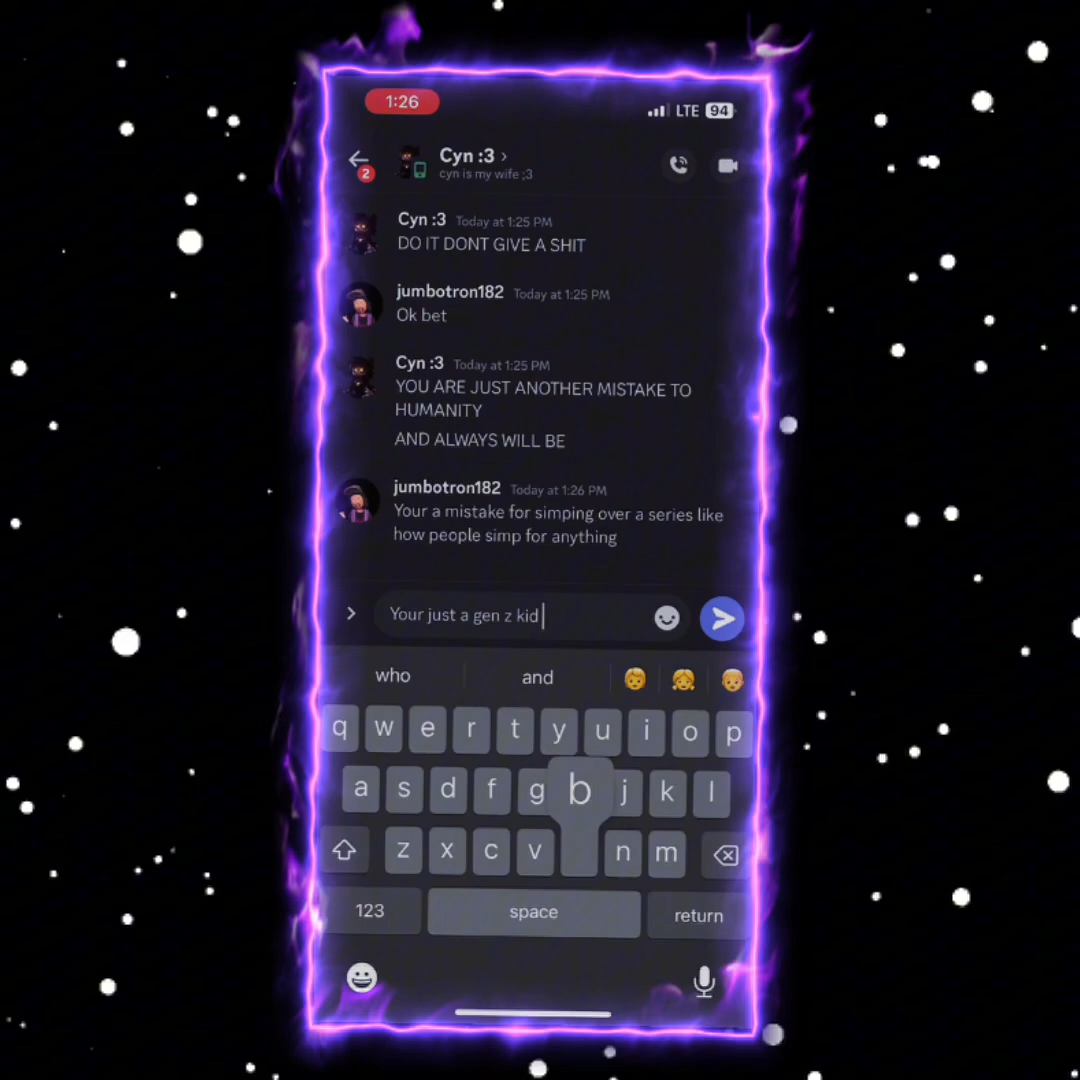 1:26
LTE 94
Cyn :3 ›
2
cyn is my wife ;3
Cyn :3 Today at 1:25 PM
DO IT DONT GIVE A SHIT
jumbotron182 Today at 1:25 PM
Ok bet
Cyn :3 Today at 1:25 PM
YOU ARE JUST ANOTHER MISTAKE TO
HUMANITY
AND ALWAYS WILL BE
jumbotron182 Today at 1:26 PM
Your a mistake for simping over a series like
how people simp for anything
Your just a gen z kid
who and
q w e r t y u i o p
a s d f g b j k l
z x c v n m
123 space return